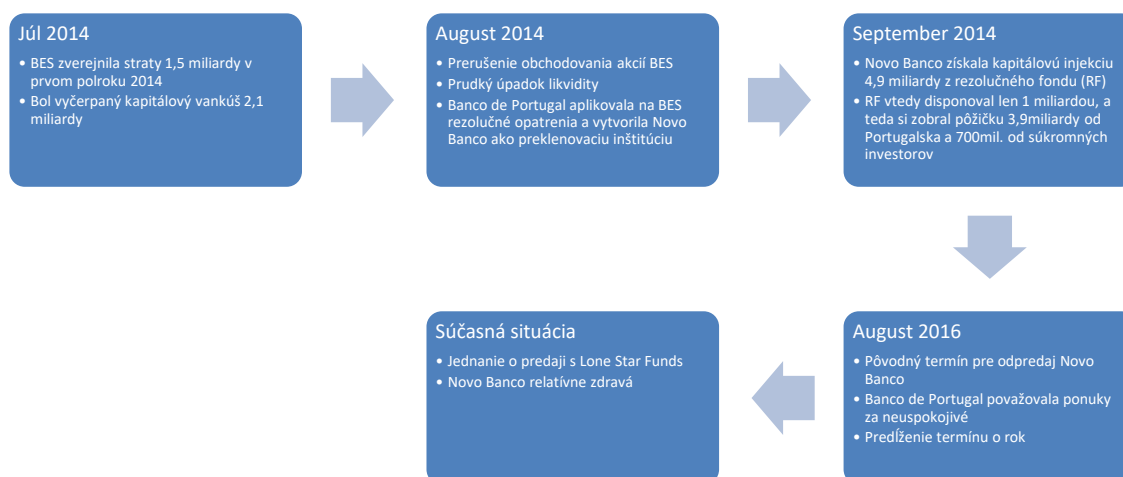 Júl 2014
• BES zverejnila straty 1,5 miliardy v
prvom polroku 2014
• Bol vyčerpaný kapitálový vankúš 2,1
miliardy
August 2014
• Prerušenie obchodovania akcií BES
• Prudký úpadok likvidity
• Banco de Portugal aplikovala na BES
rezolučné opatrenia a vytvorila Novo
Banco ako preklenovaciu inštitúciu
September 2014
• Novo Banco získala kapitálovú injekciu
4,9 miliardy z rezolučného fondu (RF)
• RF vtedy disponoval len 1 miliardou, a
teda si zobral pôžičku 3,9miliardy od
Portugalska a 700mil. od súkromných
investorov
August 2016
• Pôvodný termín pre odpredaj Novo
Banco
• Banco de Portugal považovala ponuky
za neuspokojivé
• Predĺženie termínu o rok
Súčasná situácia
• Jednanie o predaji s Lone Star Funds
• Novo Banco relatívne zdravá